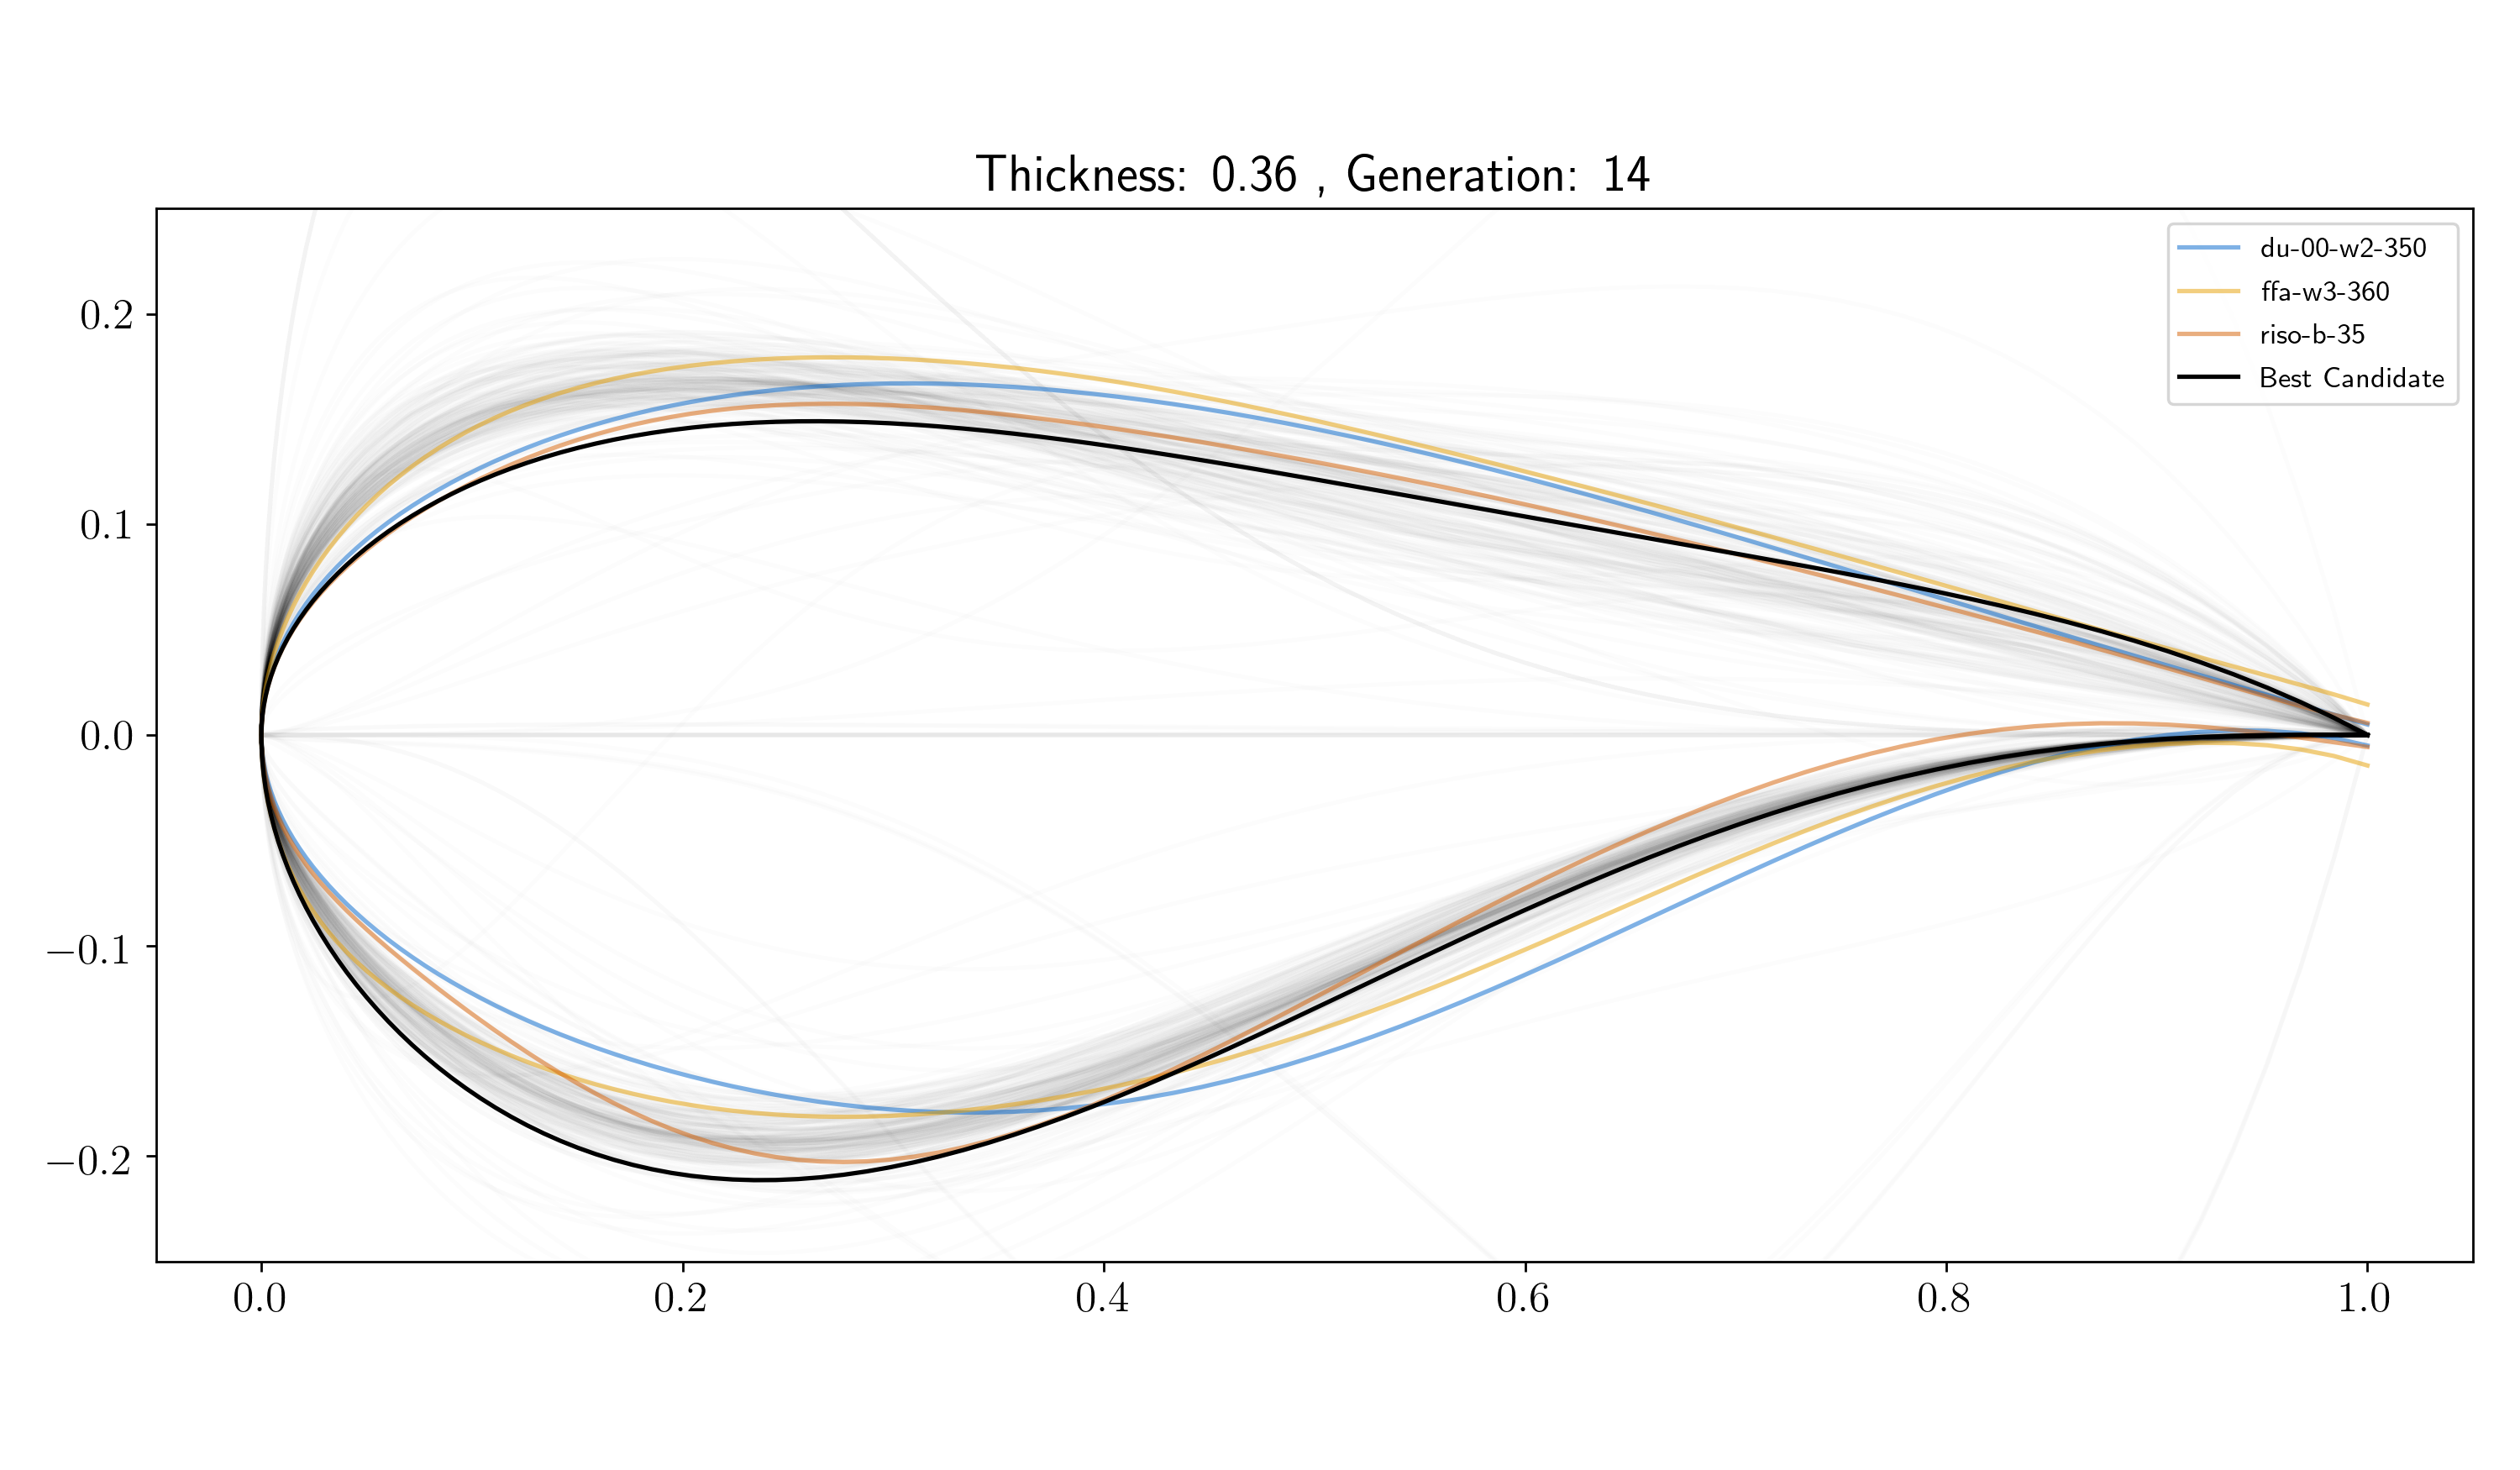 Thickness: 0.36 , Generation: 14
du-00-w2-350
ffa-w3-360
riso-b-35
Best Candidate
0.2
0.1
0.0
−0.1
−0.2
0.0 0.2 0.4 0.6 0.8 1.0